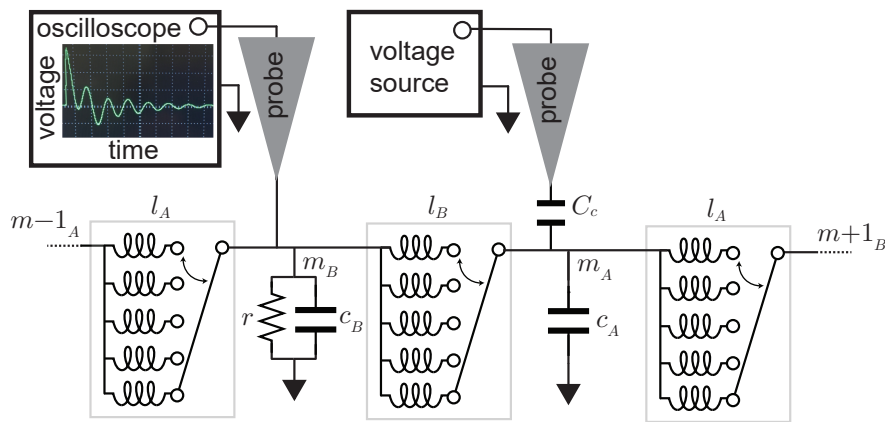 oscilloscope
voltage
time
probe
voltage
source
probe
C_c
m−1_A
l_A
l_B
l_A
m+1_B
m_B
m_A
r
c_B
c_A